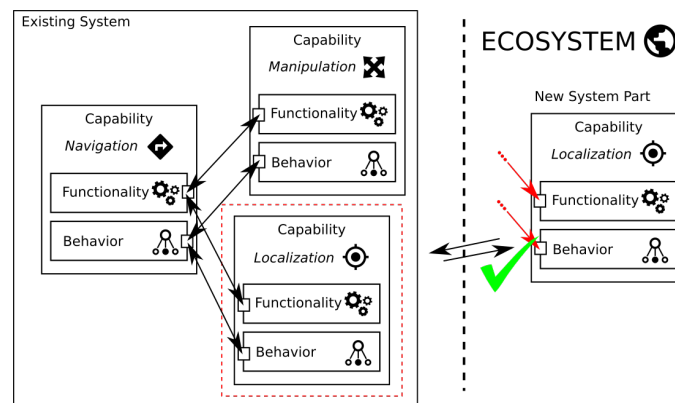 Existing System
Capability
Manipulation
Functionality
Behavior
Capability
Navigation
Functionality
Behavior
Capability
Localization
Functionality
Behavior
ECOSYSTEM
New System Part
Capability
Localization
Functionality
Behavior